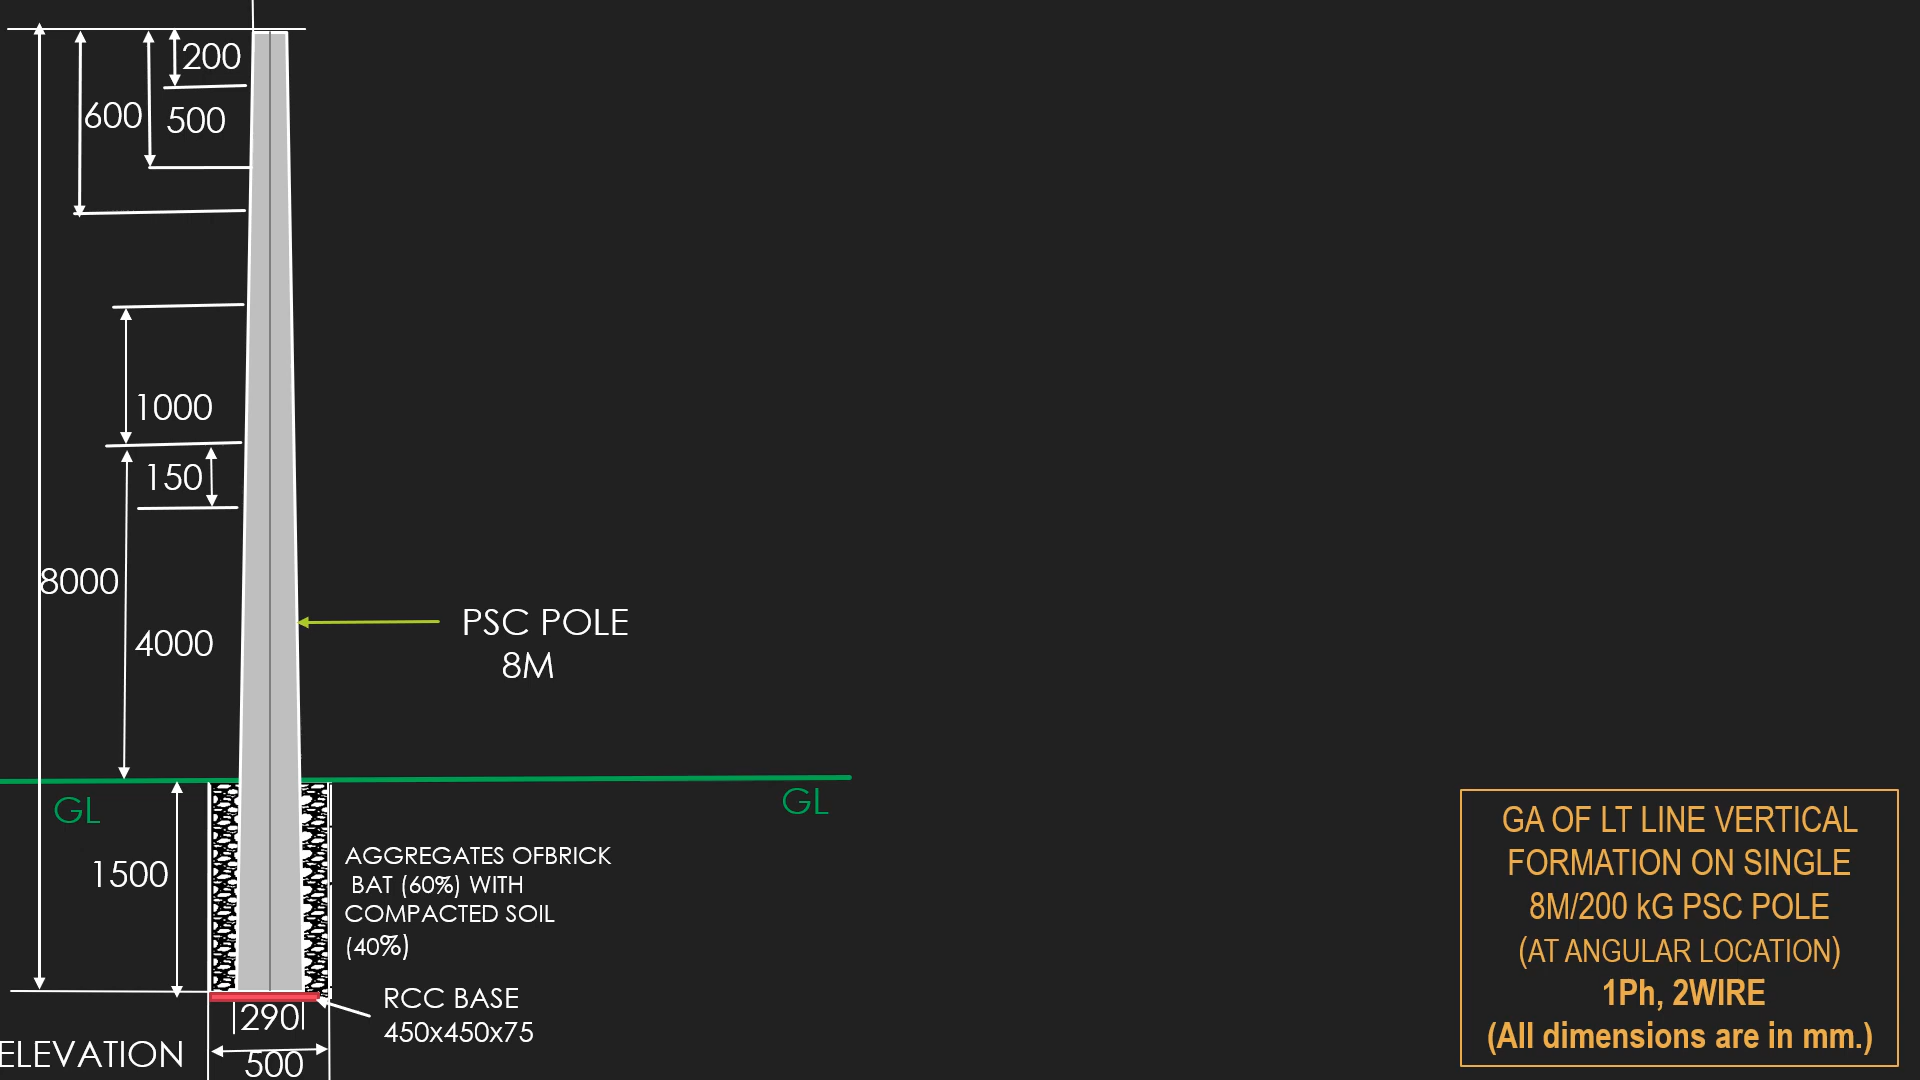 200
600
500
1000
150
8000
4000
PSC POLE
8M
GL
GL
1500
AGGREGATES OFBRICK
BAT (60%) WITH
COMPACTED SOIL
(40%)
RCC BASE
450x450x75
290
500
ELEVATION
GA OF LT LINE VERTICAL
FORMATION ON SINGLE
8M/200 kG PSC POLE
(AT ANGULAR LOCATION)
1Ph, 2WIRE
(All dimensions are in mm.)